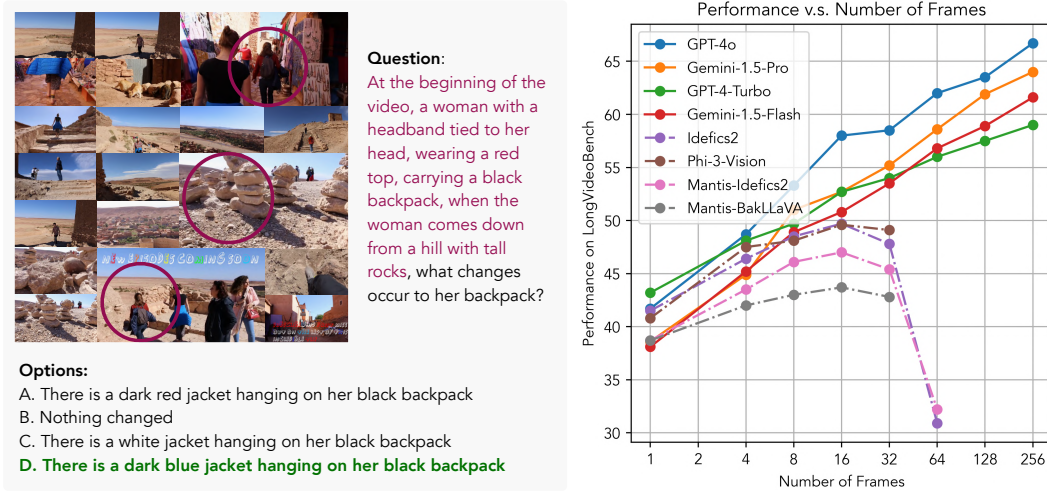 Question:
At the beginning of the
video, a woman with a
headband tied to her
head, wearing a red
top, carrying a black
backpack, when the
woman comes down
from a hill with tall
rocks, what changes
occur to her backpack?
Options:
A. There is a dark red jacket hanging on her black backpack
B. Nothing changed
C. There is a white jacket hanging on her black backpack
D. There is a dark blue jacket hanging on her black backpack
Performance v.s. Number of Frames
GPT-4o
Gemini-1.5-Pro
GPT-4-Turbo
Gemini-1.5-Flash
Idefics2
Phi-3-Vision
Mantis-Idefics2
Mantis-BakLLaVA
Performance on LongVideoBench
65
60
55
50
45
40
35
30
1 2 4 8 16 32 64 128 256
Number of Frames